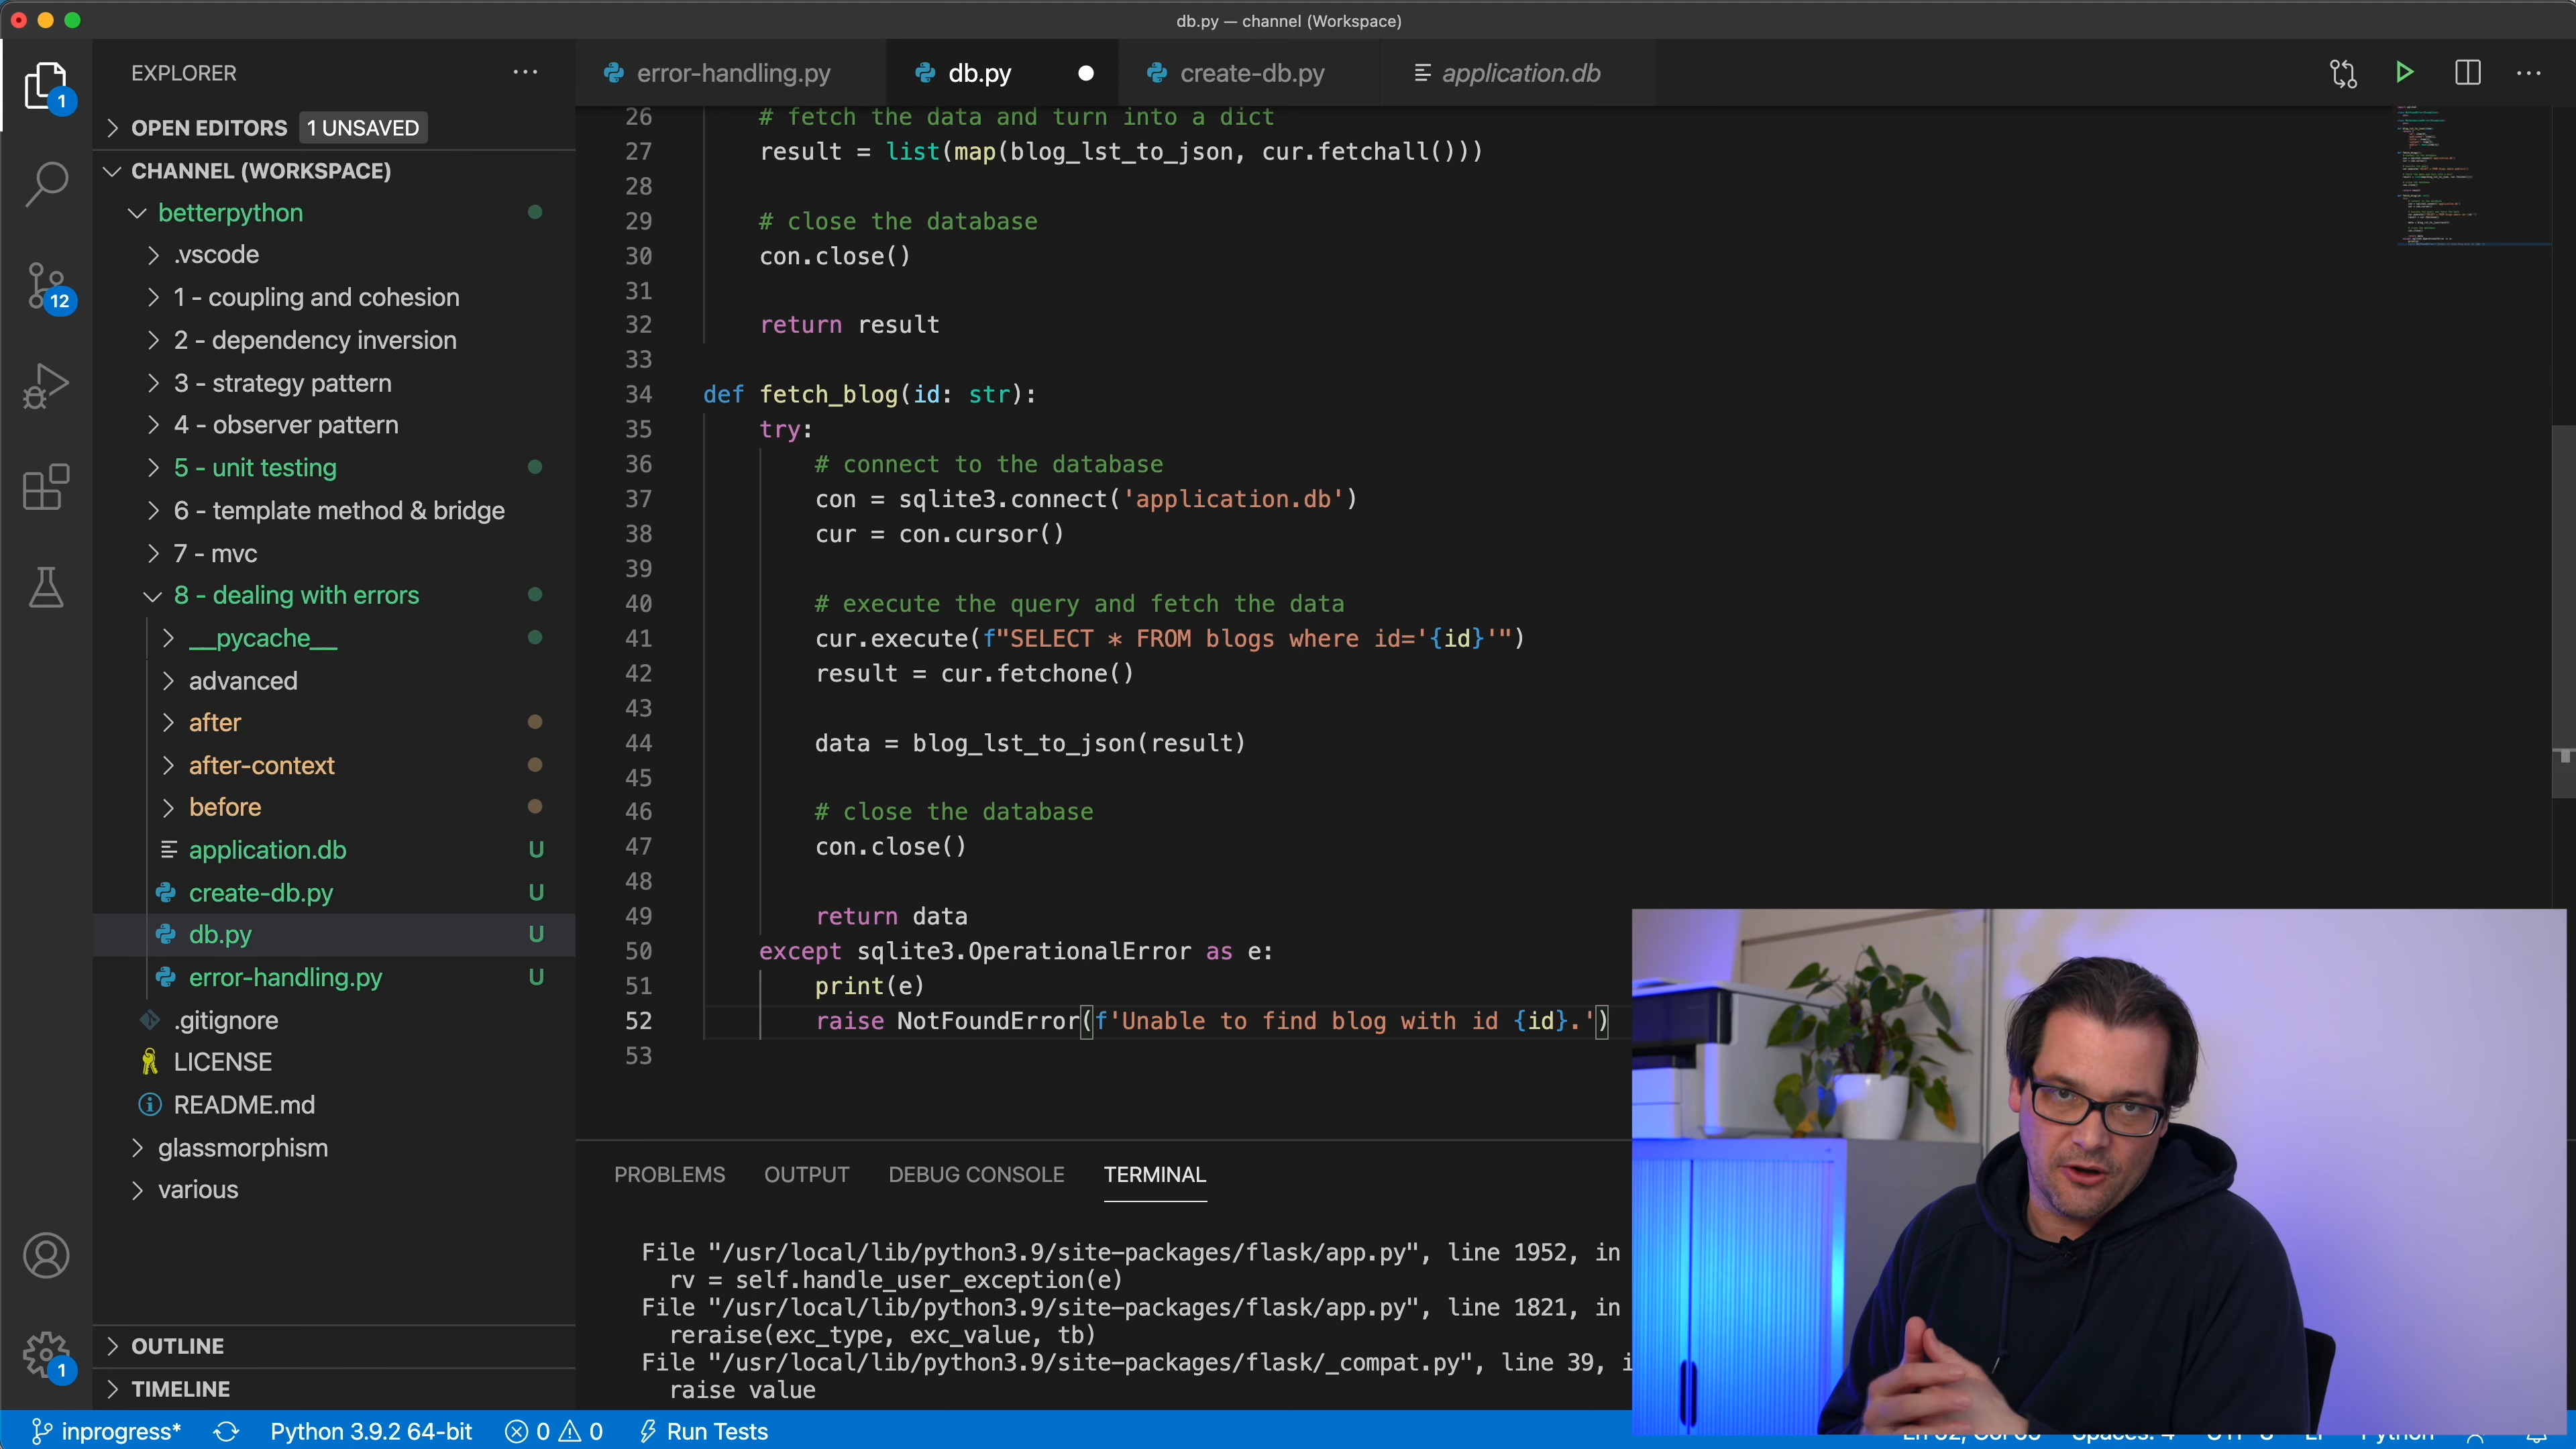 db.py — channel (Workspace)
EXPLORER
OPEN EDITORS 1 UNSAVED
CHANNEL (WORKSPACE)
betterpython
.vscode
1 - coupling and cohesion
2 - dependency inversion
3 - strategy pattern
4 - observer pattern
5 - unit testing
6 - template method & bridge
7 - mvc
8 - dealing with errors
__pycache__
advanced
after
after-context
before
application.db U
create-db.py U
db.py U
error-handling.py U
.gitignore
LICENSE
README.md
glassmorphism
various
OUTLINE
TIMELINE
1
12
1
error-handling.py db.py create-db.py application.db
26 # fetch the data and turn into a dict
27 result = list(map(blog_lst_to_json, cur.fetchall()))
28
29 # close the database
30 con.close()
31
32 return result
33
34 def fetch_blog(id: str):
35 try:
36 # connect to the database
37 con = sqlite3.connect('application.db')
38 cur = con.cursor()
39
40 # execute the query and fetch the data
41 cur.execute(f"SELECT * FROM blogs where id='{id}'")
42 result = cur.fetchone()
43
44 data = blog_lst_to_json(result)
45
46 # close the database
47 con.close()
48
49 return data
50 except sqlite3.OperationalError as e:
51 print(e)
52 raise NotFoundError(f'Unable to find blog with id {id}.')
53
PROBLEMS OUTPUT DEBUG CONSOLE TERMINAL
File "/usr/local/lib/python3.9/site-packages/flask/app.py", line 1952, in
rv = self.handle_user_exception(e)
File "/usr/local/lib/python3.9/site-packages/flask/app.py", line 1821, in
reraise(exc_type, exc_value, tb)
File "/usr/local/lib/python3.9/site-packages/flask/_compat.py", line 39, i
raise value
inprogress* Python 3.9.2 64-bit 0 0 Run Tests